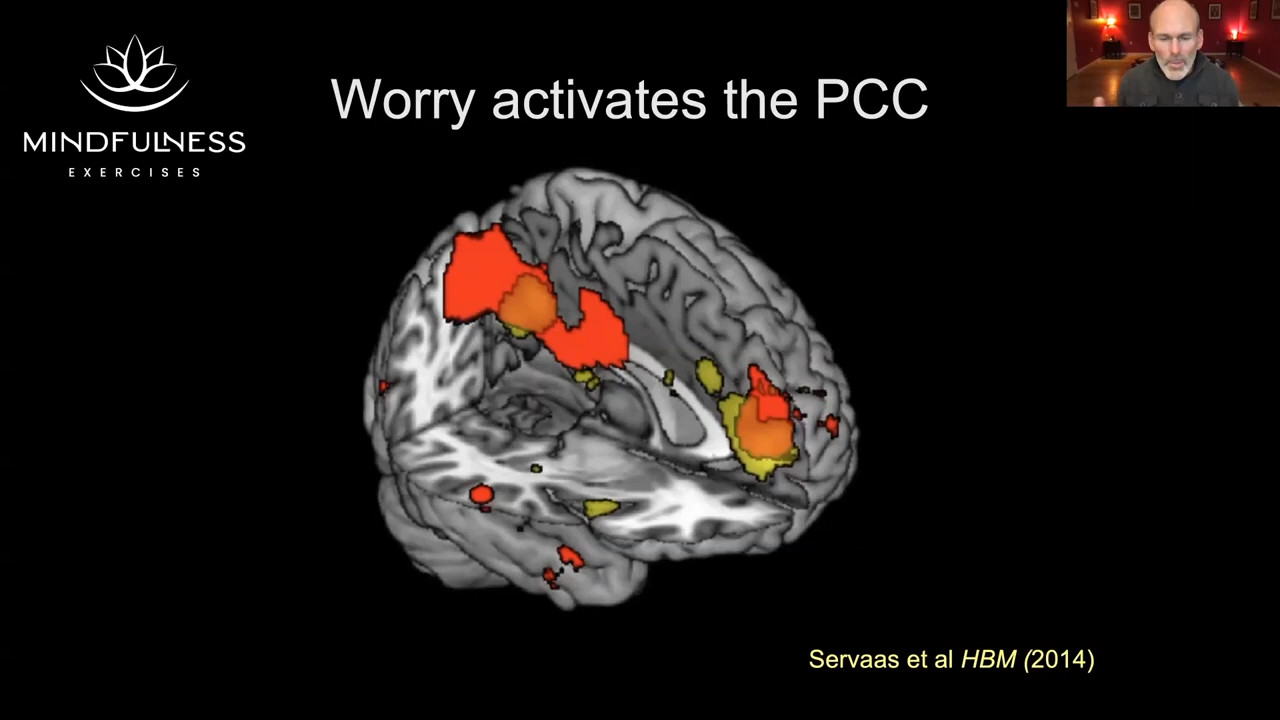 MINDFULNESS
EXERCISES
Worry activates the PCC
Servaas et al HBM (2014)